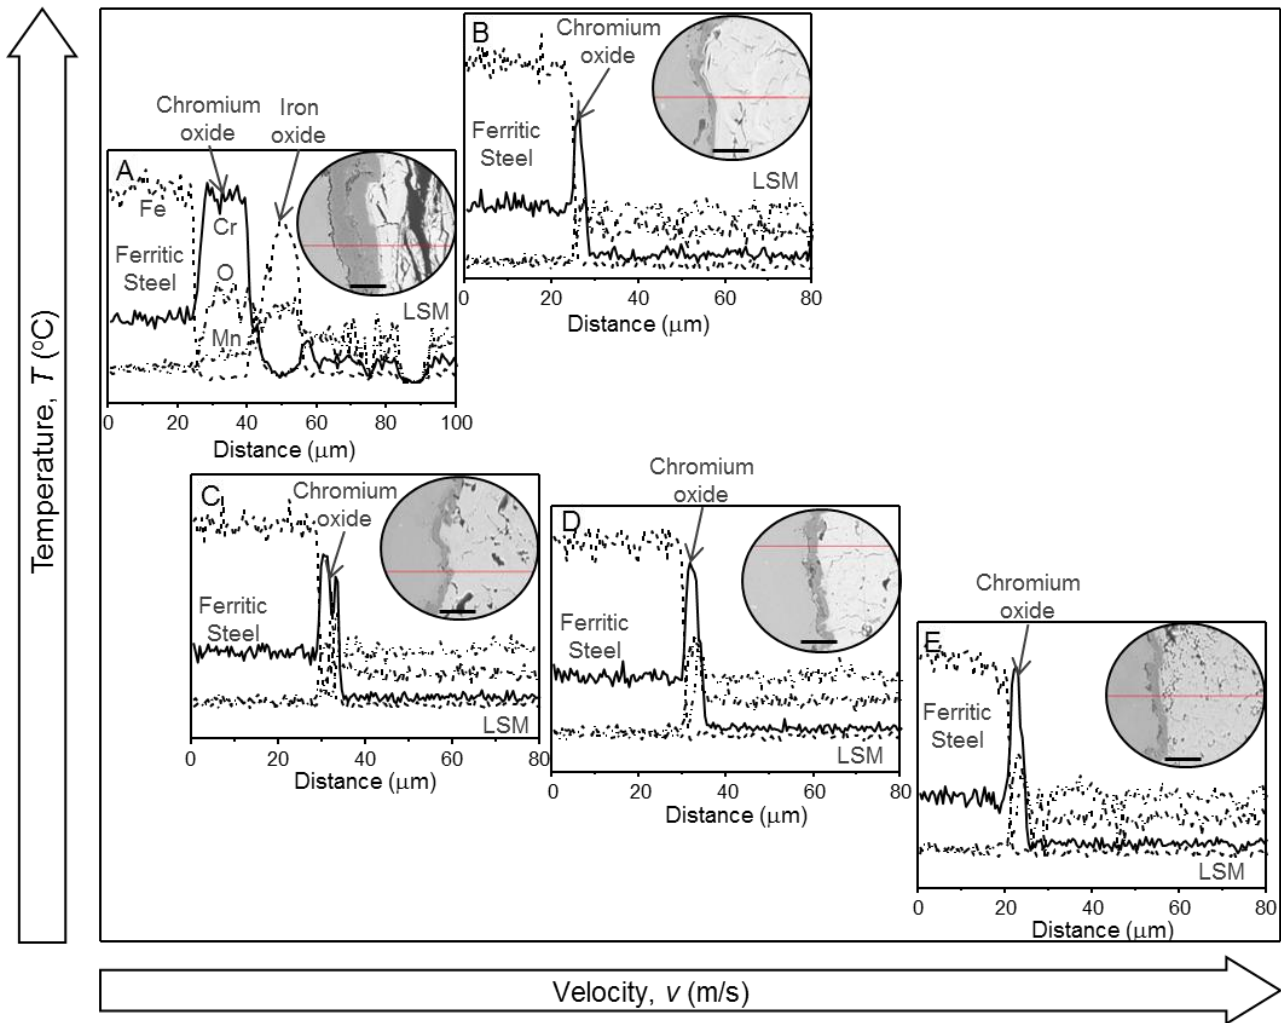 Temperature, T (°C)
B
Chromium
oxide
Ferritic
Steel
LSM
0 20 40 60 80
Distance (μm)
Chromium
oxide
Iron
oxide
A
Fe
Cr
Ferritic
Steel
O
Mn
LSM
0 20 40 60 80 100
Distance (μm)
C
Chromium
oxide
Ferritic
Steel
LSM
0 20 40 60 80
Distance (μm)
Chromium
oxide
D
Ferritic
Steel
LSM
0 20 40 60 80
Distance (μm)
Chromium
oxide
E
Ferritic
Steel
LSM
0 20 40 60 80
Distance (μm)
Velocity, v (m/s)